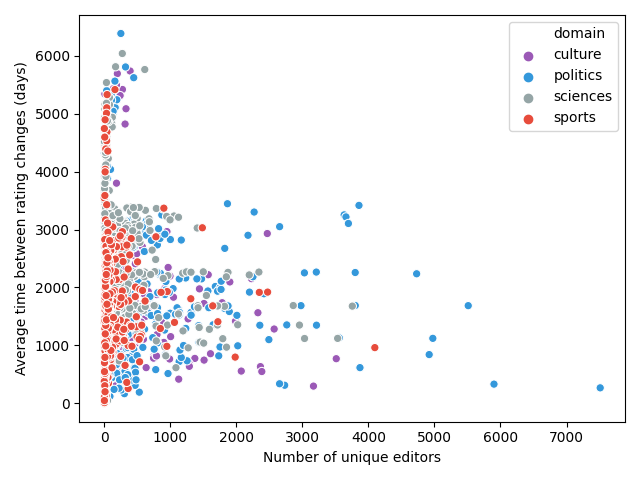 domain
culture
politics
sciences
sports
Average time between rating changes (days)
6000
5000
4000
3000
2000
1000
0
0 1000 2000 3000 4000 5000 6000 7000
Number of unique editors